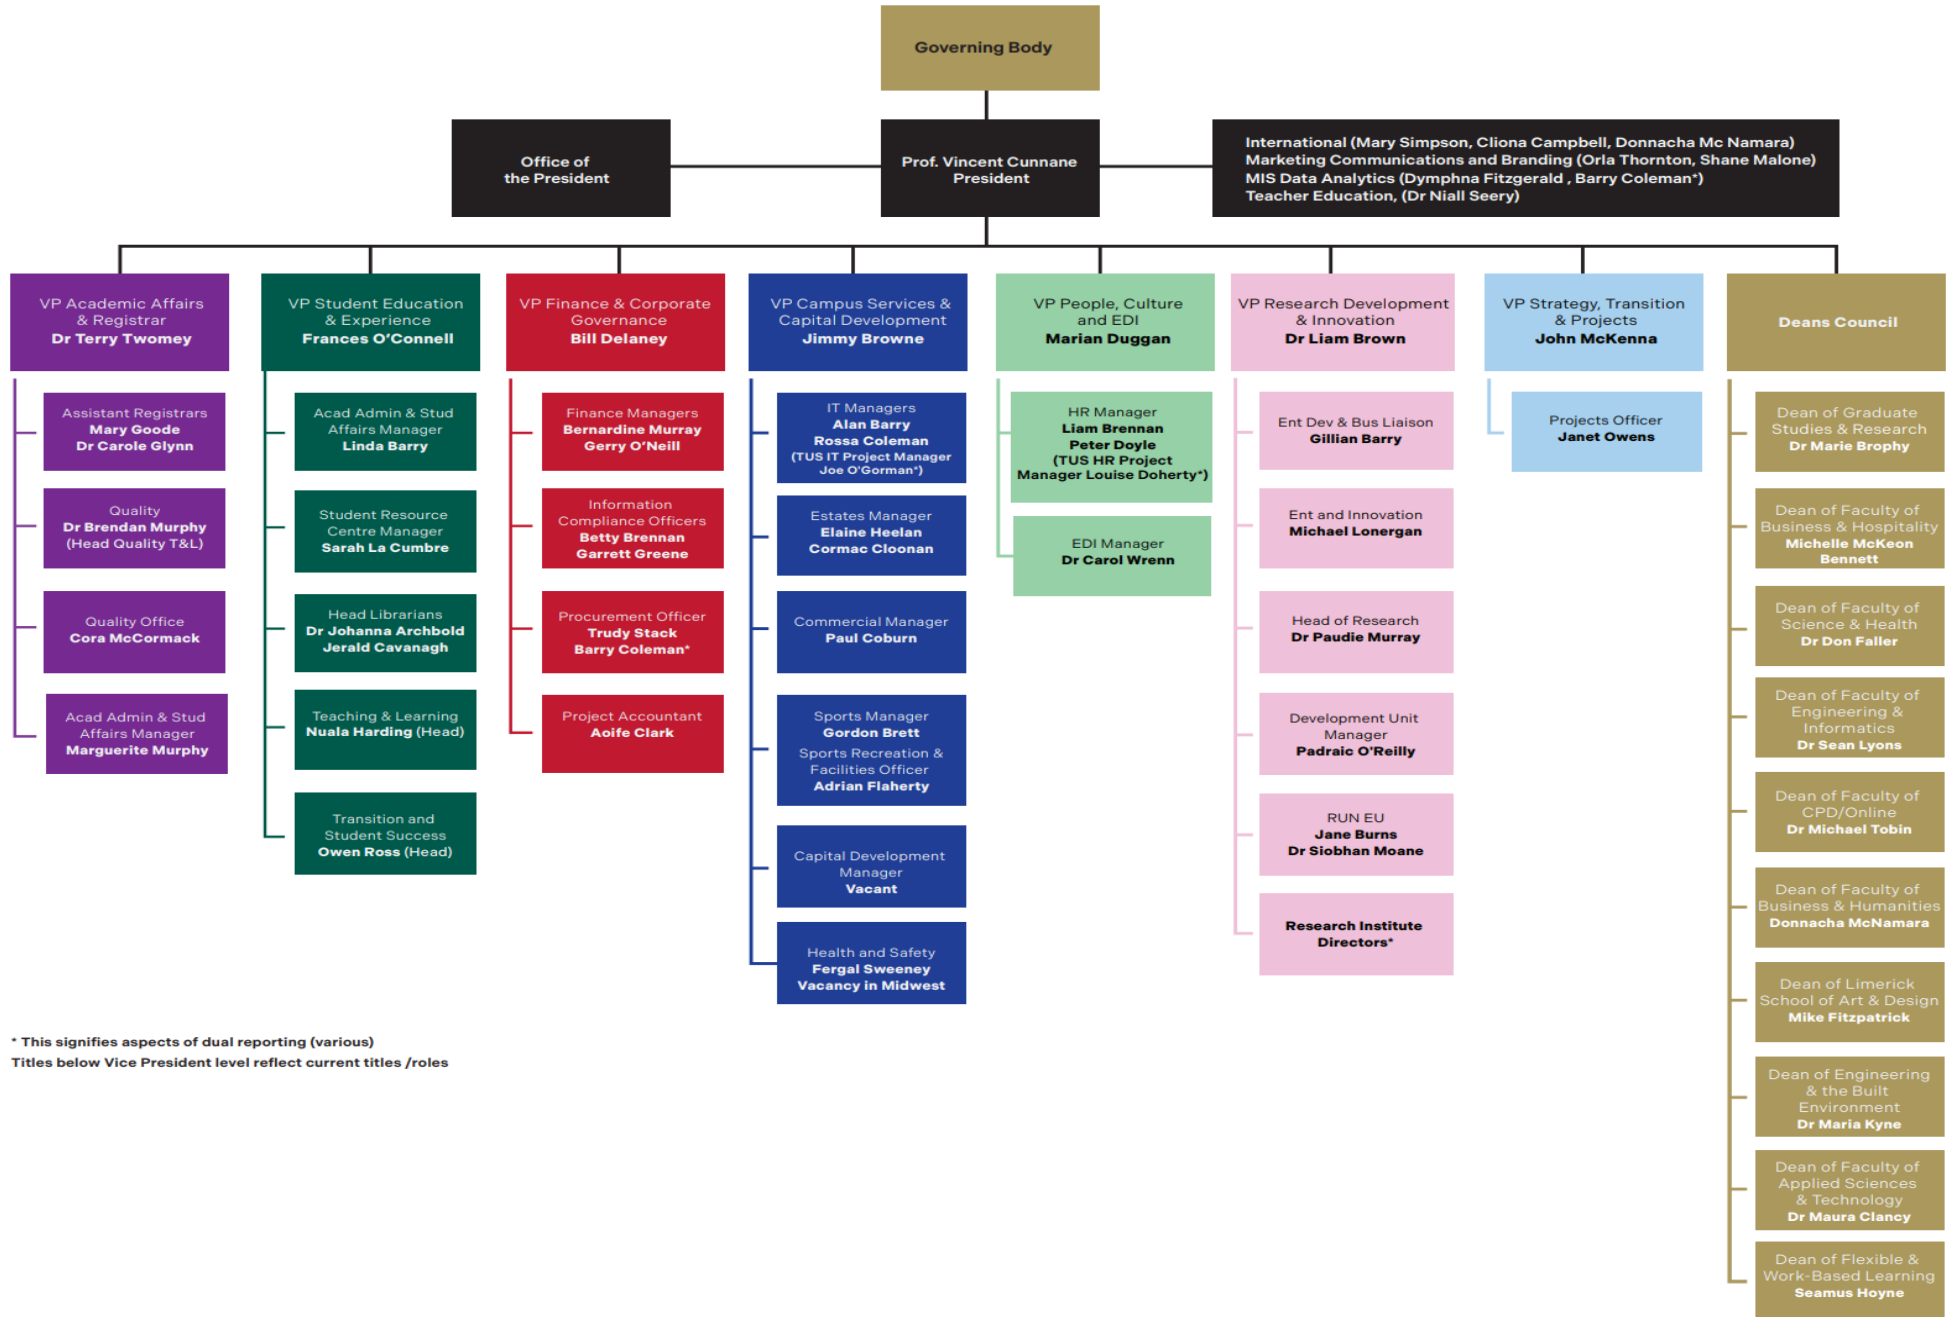 Governing Body
Office of
the President
Prof. Vincent Cunnane
President
International (Mary Simpson, Cliona Campbell, Donnacha Mc Namara)
Marketing Communications and Branding (Orla Thornton, Shane Malone)
MIS Data Analytics (Dymphna Fitzgerald , Barry Coleman*)
Teacher Education, (Dr Niall Seery)
VP Academic Affairs
& Registrar
Dr Terry Twomey
Assistant Registrars
Mary Goode
Dr Carole Glynn
Quality
Dr Brendan Murphy
(Head Quality T&L)
Quality Office
Cora McCormack
Acad Admin & Stud
Affairs Manager
Marguerite Murphy
VP Student Education
& Experience
Frances O’Connell
Acad Admin & Stud
Affairs Manager
Linda Barry
Student Resource
Centre Manager
Sarah La Cumbre
Head Librarians
Dr Johanna Archbold
Jerald Cavanagh
Teaching & Learning
Nuala Harding (Head)
Transition and
Student Success
Owen Ross (Head)
VP Finance & Corporate
Governance
Bill Delaney
Finance Managers
Bernardine Murray
Gerry O’Neill
Information
Compliance Officers
Betty Brennan
Garrett Greene
Procurement Officer
Trudy Stack
Barry Coleman*
Project Accountant
Aoife Clark
VP Campus Services &
Capital Development
Jimmy Browne
IT Managers
Alan Barry
Rossa Coleman
(TUS IT Project Manager
Joe O'Gorman*)
Estates Manager
Elaine Heelan
Cormac Cloonan
Commercial Manager
Paul Coburn
Sports Manager
Gordon Brett
Sports Recreation &
Facilities Officer
Adrian Flaherty
Capital Development
Manager
Vacant
Health and Safety
Fergal Sweeney
Vacancy in Midwest
VP People, Culture
and EDI
Marian Duggan
HR Manager
Liam Brennan
Peter Doyle
(TUS HR Project
Manager Louise Doherty*)
EDI Manager
Dr Carol Wrenn
VP Research Development
& Innovation
Dr Liam Brown
Ent Dev & Bus Liaison
Gillian Barry
Ent and Innovation
Michael Lonergan
Head of Research
Dr Paudie Murray
Development Unit
Manager
Padraic O'Reilly
RUN EU
Jane Burns
Dr Siobhan Moane
Research Institute
Directors*
VP Strategy, Transition
& Projects
John McKenna
Projects Officer
Janet Owens
Deans Council
Dean of Graduate
Studies & Research
Dr Marie Brophy
Dean of Faculty of
Business & Hospitality
Michelle McKeon
Bennett
Dean of Faculty of
Science & Health
Dr Don Faller
Dean of Faculty of
Engineering &
Informatics
Dr Sean Lyons
Dean of Faculty of
CPD/Online
Dr Michael Tobin
Dean of Faculty of
Business & Humanities
Donnacha McNamara
Dean of Limerick
School of Art & Design
Mike Fitzpatrick
Dean of Engineering
& the Built
Environment
Dr Maria Kyne
Dean of Faculty of
Applied Sciences
& Technology
Dr Maura Clancy
Dean of Flexible &
Work-Based Learning
Seamus Hoyne
* This signifies aspects of dual reporting (various)
Titles below Vice President level reflect current titles /roles